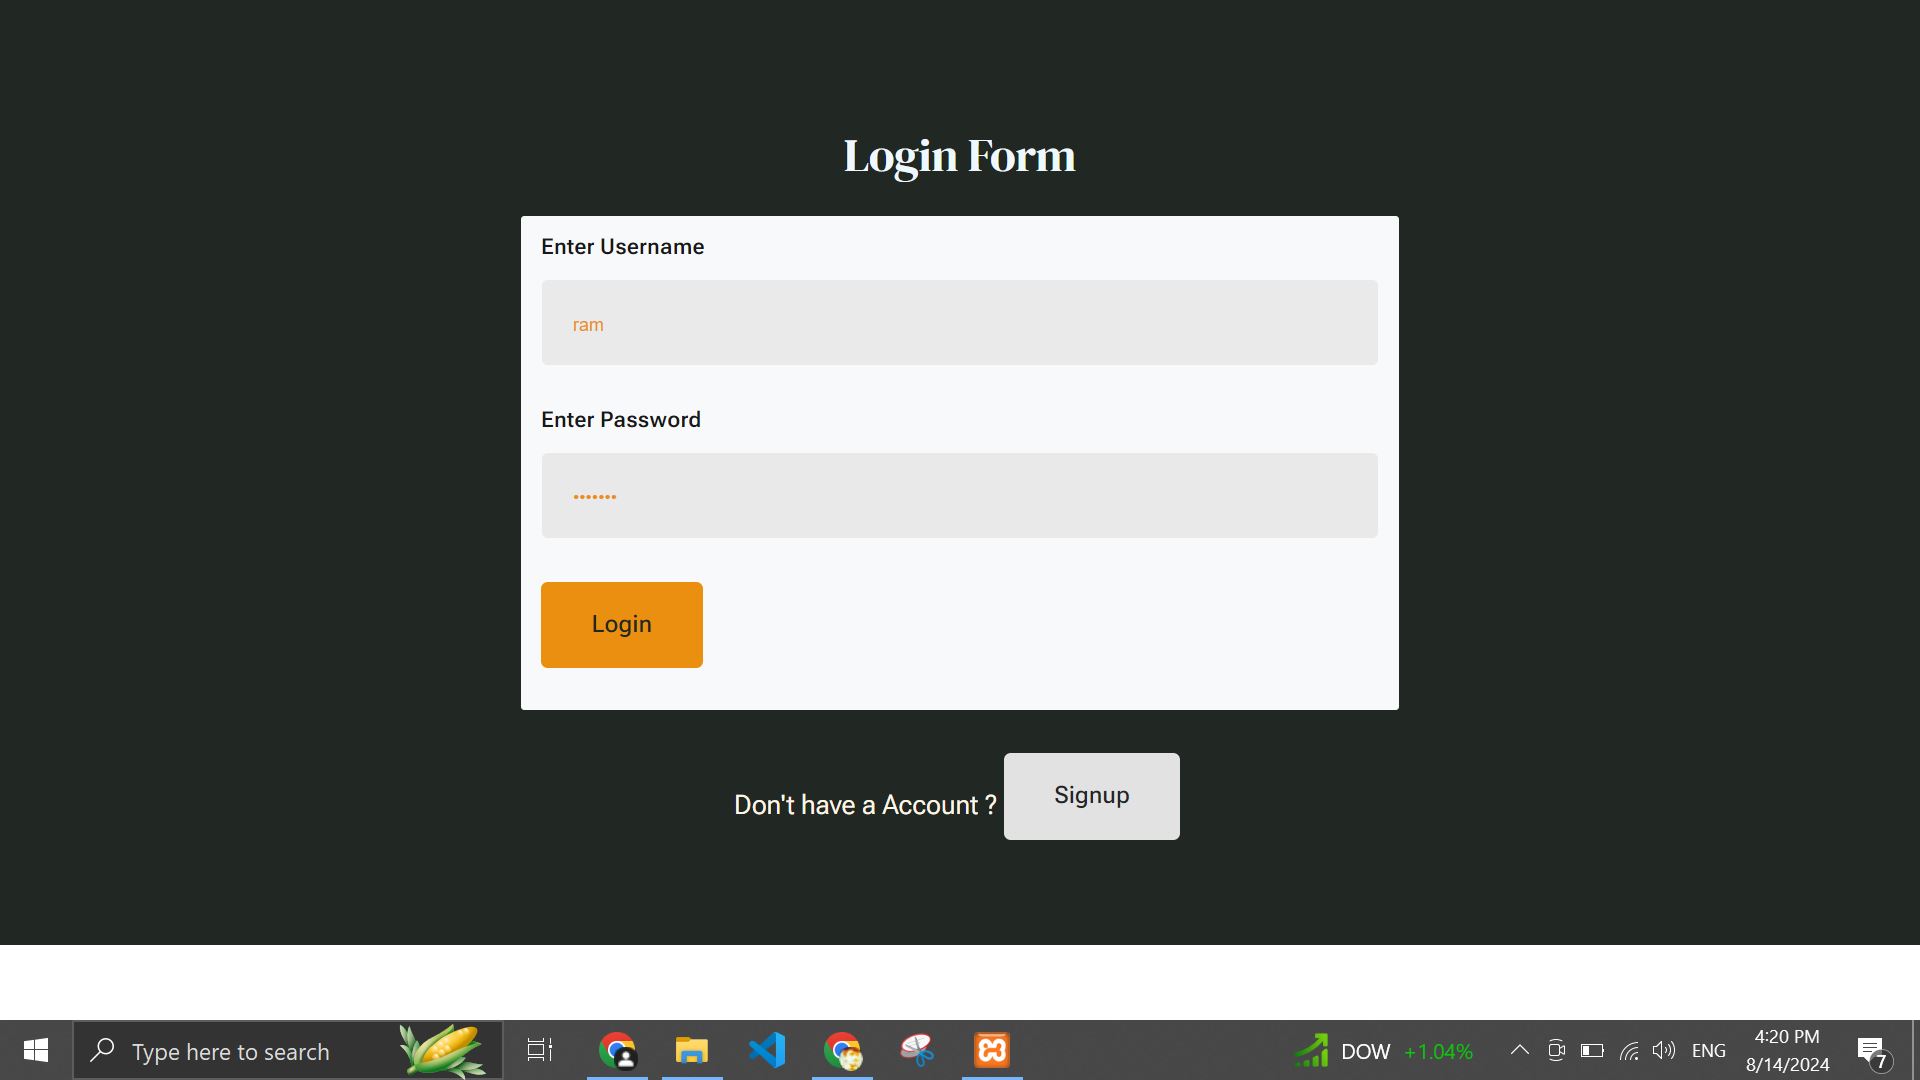 Login Form
Enter Username
ram
Enter Password
•••••••
Login
Don't have a Account ? Signup
Type here to search
DOW +1.04%
ENG
4:20 PM
8/14/2024
7